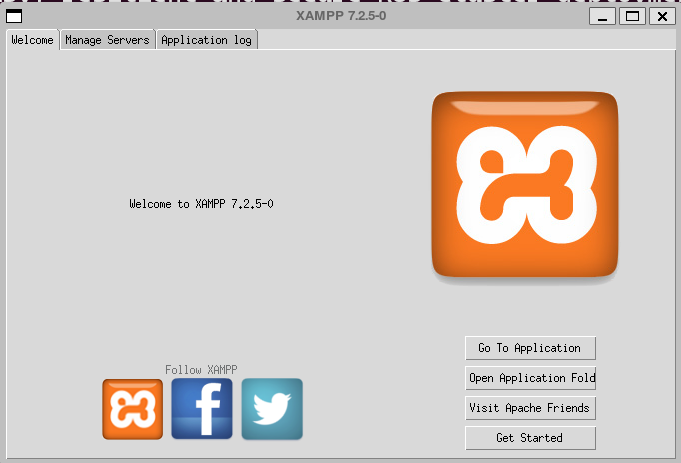 XAMPP 7.2.5-0
Welcome
Manage Servers
Application log
Welcome to XAMPP 7.2.5-0
Go To Application
Open Application Fold
Visit Apache Friends
Get Started
Follow XAMPP